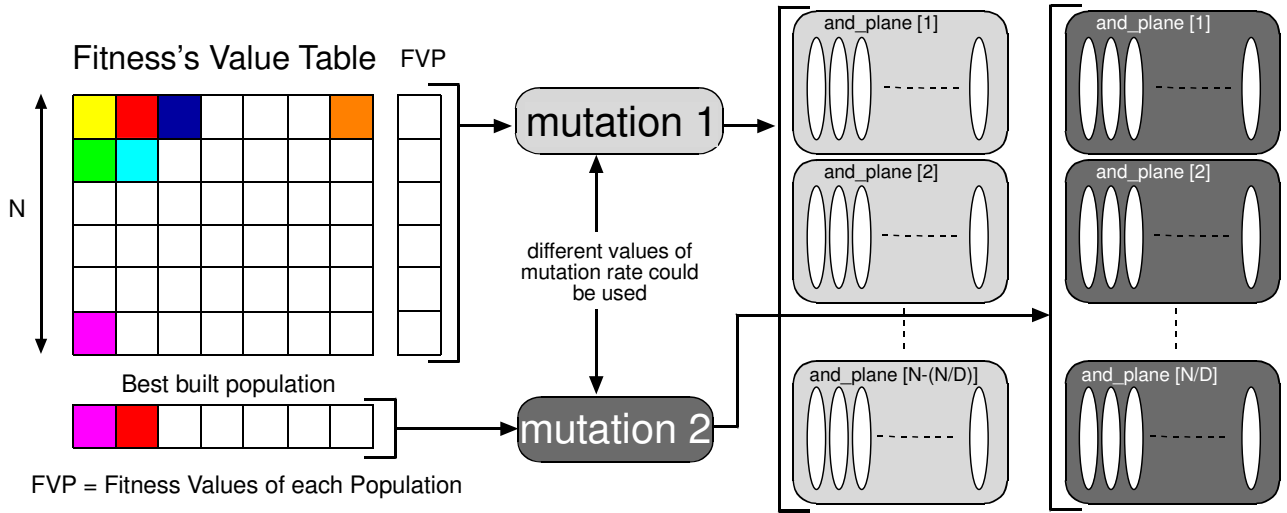 Fitness's Value Table
FVP
N
Best built population
FVP = Fitness Values of each Population
mutation 1
different values of
mutation rate could
be used
mutation 2
and_plane [1]
and_plane [2]
and_plane [N-(N/D)]
and_plane [1]
and_plane [2]
and_plane [N/D]